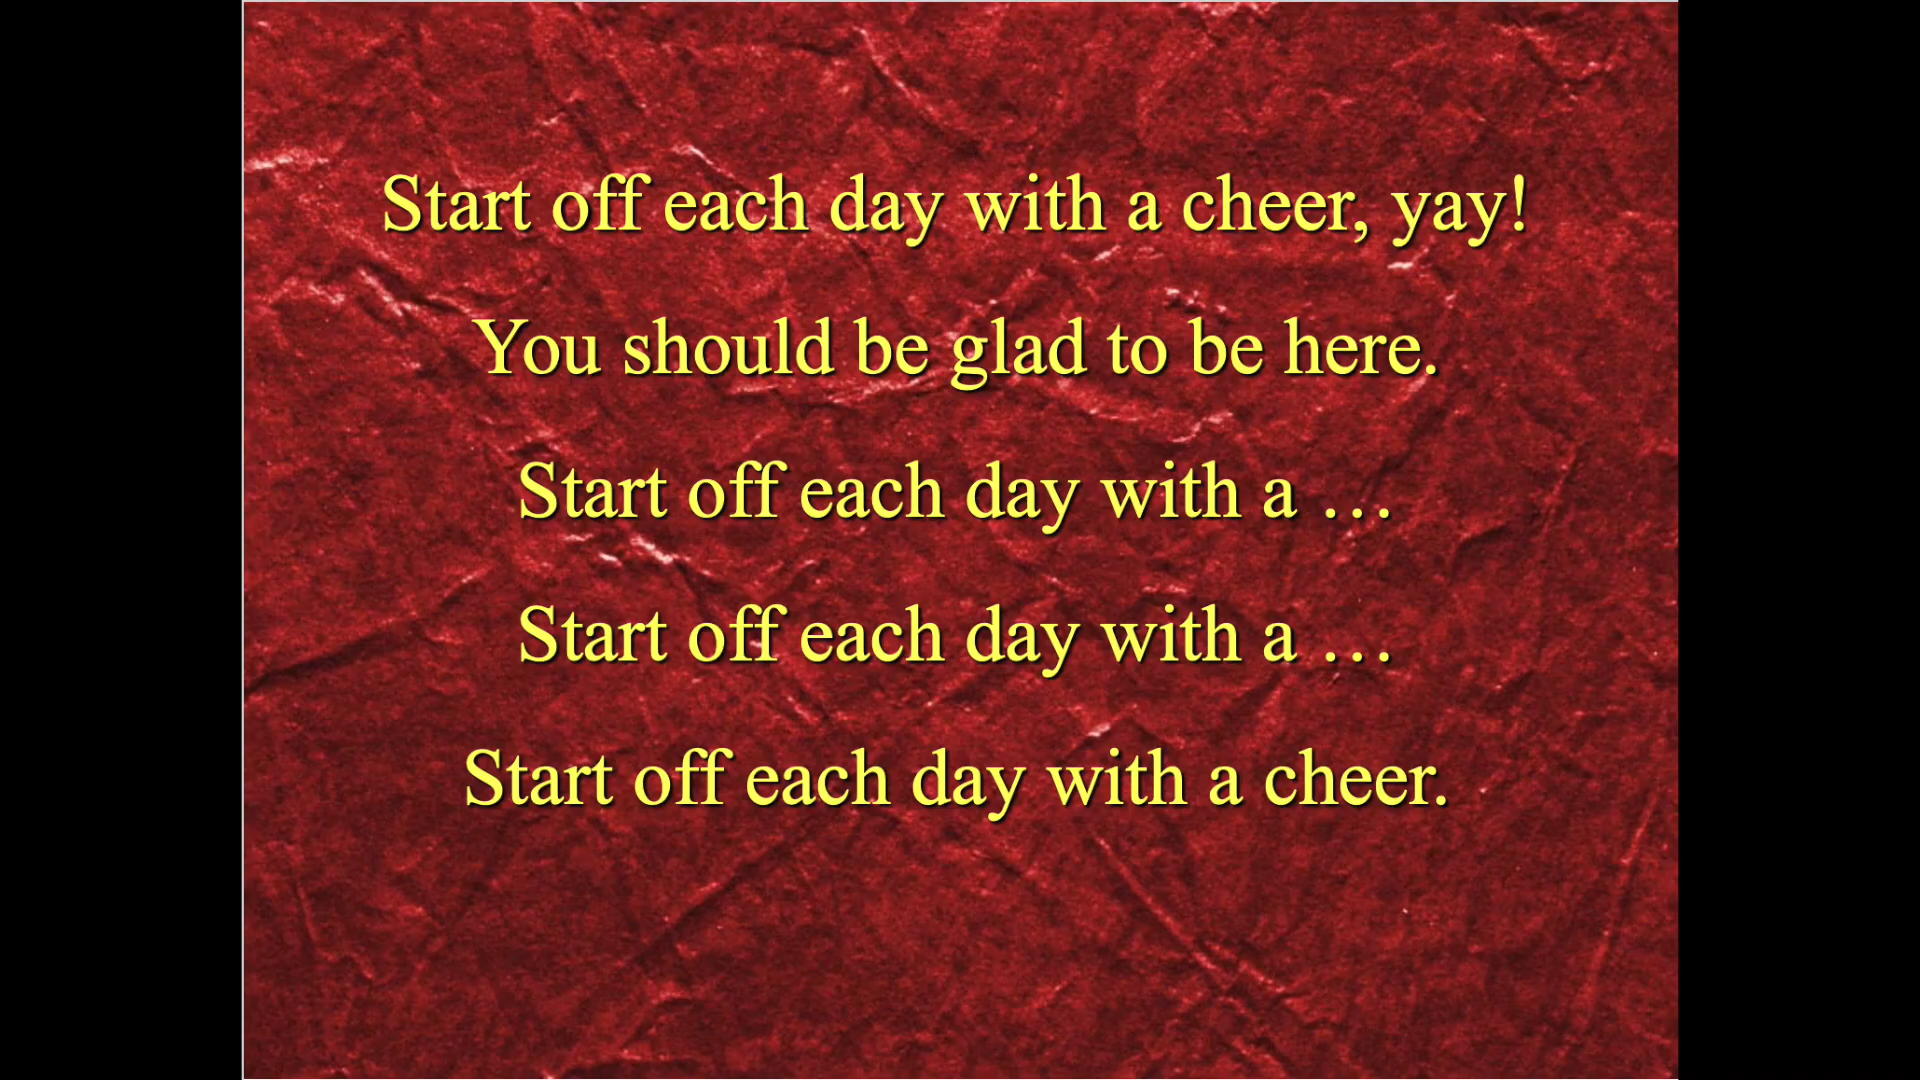 Start off each day with a cheer, yay!
You should be glad to be here.
Start off each day with a …
Start off each day with a …
Start off each day with a cheer.